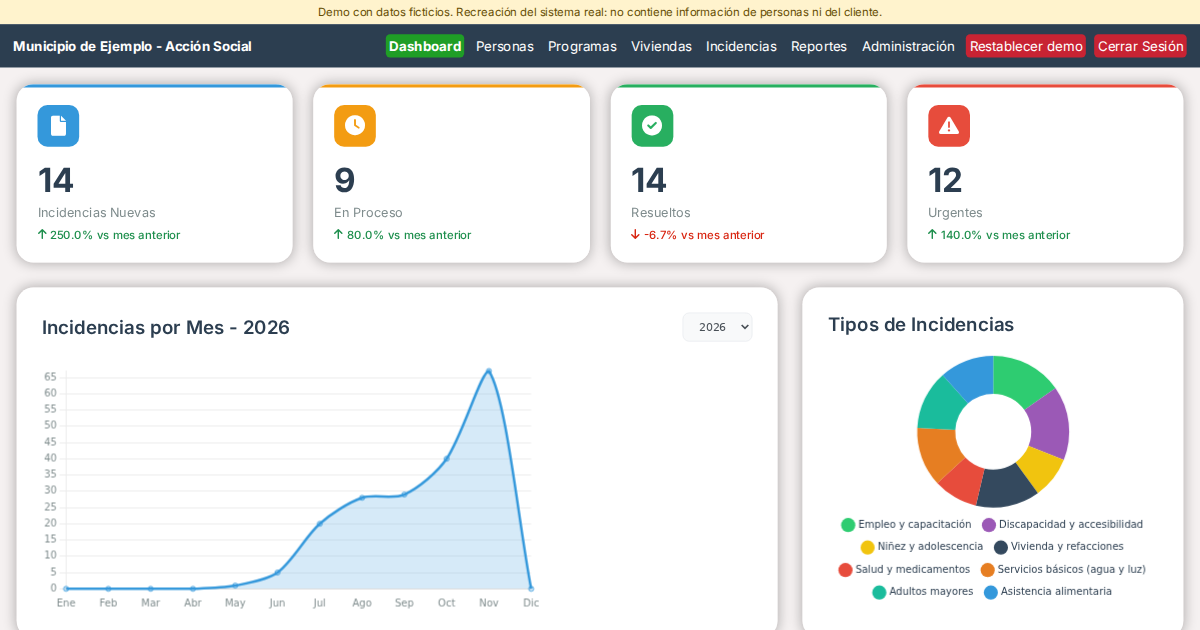 Demo con datos ficticios. Recreación del sistema real: no contiene información de personas ni del cliente.
Municipio de Ejemplo - Acción Social
Dashboard Personas Programas Viviendas Incidencias Reportes Administración Restablecer demo Cerrar Sesión
14
Incidencias Nuevas
↑ 250.0% vs mes anterior
9
En Proceso
↑ 80.0% vs mes anterior
14
Resueltos
↓ -6.7% vs mes anterior
12
Urgentes
↑ 140.0% vs mes anterior
Incidencias por Mes - 2026
2026
65
60
55
50
45
40
35
30
25
20
15
10
5
0
Ene Feb Mar Abr May Jun Jul Ago Sep Oct Nov Dic
Tipos de Incidencias
Empleo y capacitación Discapacidad y accesibilidad
Niñez y adolescencia Vivienda y refacciones
Salud y medicamentos Servicios básicos (agua y luz)
Adultos mayores Asistencia alimentaria